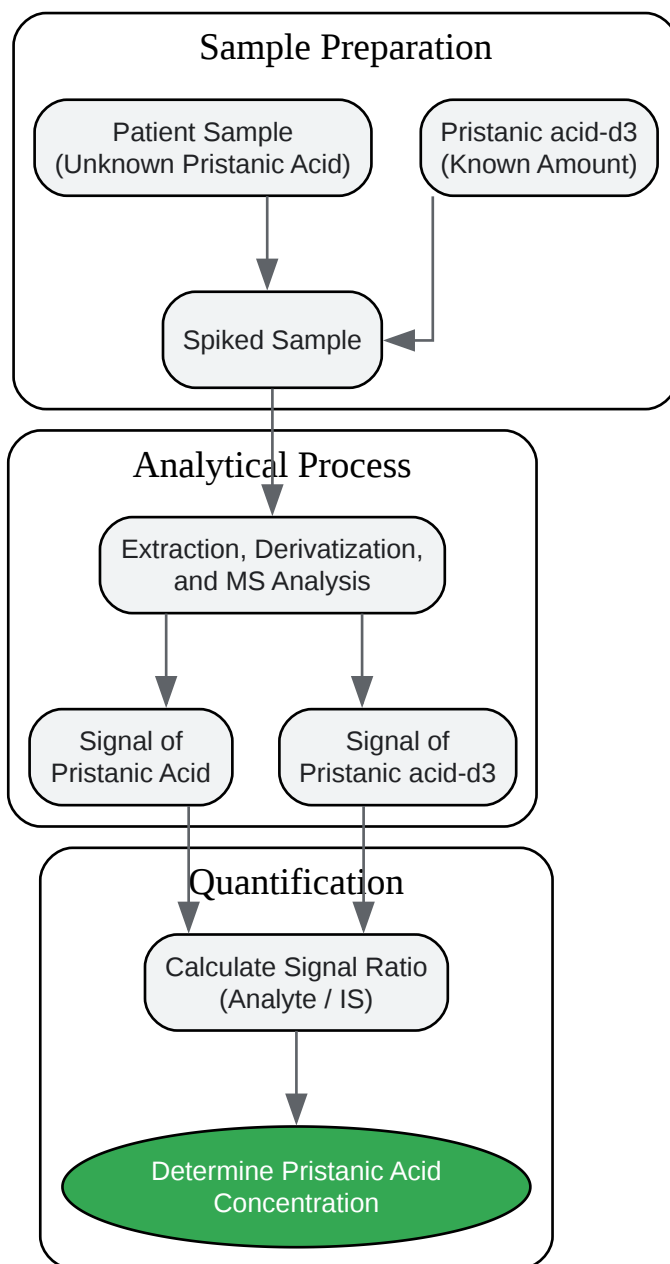 Sample Preparation
Patient Sample
(Unknown Pristanic Acid)
Pristanic acid-d3
(Known Amount)
Spiked Sample
Analytical Process
Extraction, Derivatization,
and MS Analysis
Signal of
Pristanic Acid
Signal of
Pristanic acid-d3
Quantification
Calculate Signal Ratio
(Analyte / IS)
Determine Pristanic Acid
Concentration